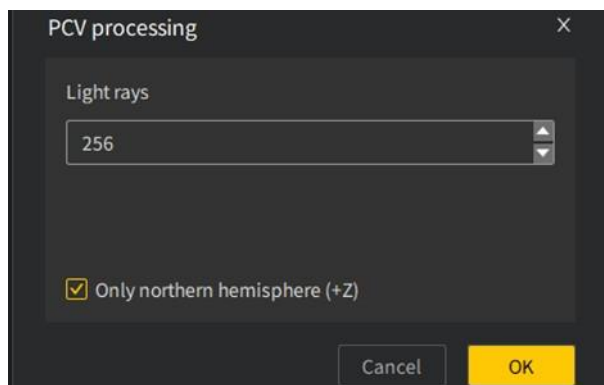 PCV processing
Light rays
256
Only northern hemisphere (+Z)
Cancel OK